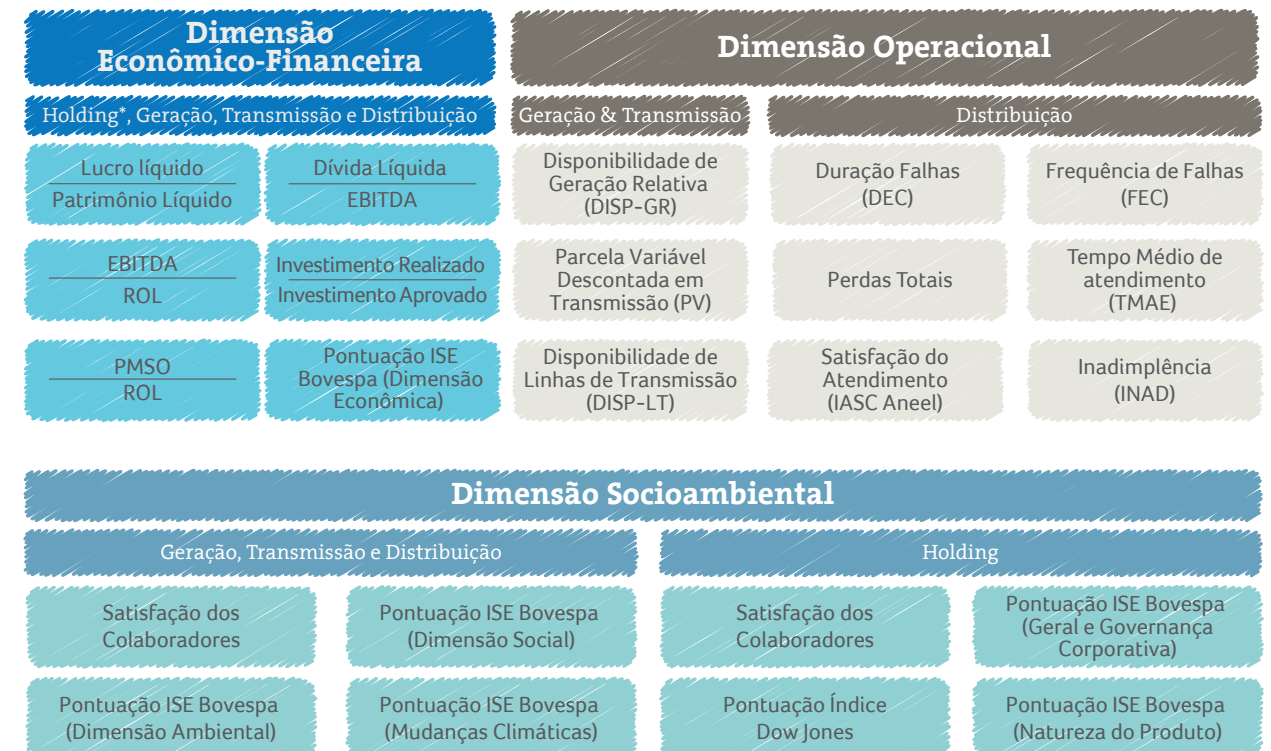 Dimensão
Econômico-Financeira
Dimensão Operacional
Holding*, Geração, Transmissão e Distribuição
Geração & Transmissão
Distribuição
Lucro líquido
Patrimônio Líquido
Dívida Líquida
EBITDA
Disponibilidade de
Geração Relativa
(DISP-GR)
Duração Falhas
(DEC)
Frequência de Falhas
(FEC)
EBITDA
ROL
Investimento Realizado
Investimento Aprovado
Parcela Variável
Descontada em
Transmissão (PV)
Perdas Totais
Tempo Médio de
atendimento
(TMAE)
PMSO
ROL
Pontuação ISE
Bovespa (Dimensão
Econômica)
Disponibilidade de
Linhas de Transmissão
(DISP-LT)
Satisfação do
Atendimento
(IASC Aneel)
Inadimplência
(INAD)
Dimensão Socioambiental
Geração, Transmissão e Distribuição
Holding
Satisfação dos
Colaboradores
Pontuação ISE Bovespa
(Dimensão Social)
Satisfação dos
Colaboradores
Pontuação ISE Bovespa
(Geral e Governança
Corporativa)
Pontuação ISE Bovespa
(Dimensão Ambiental)
Pontuação ISE Bovespa
(Mudanças Climáticas)
Pontuação Índice
Dow Jones
Pontuação ISE Bovespa
(Natureza do Produto)